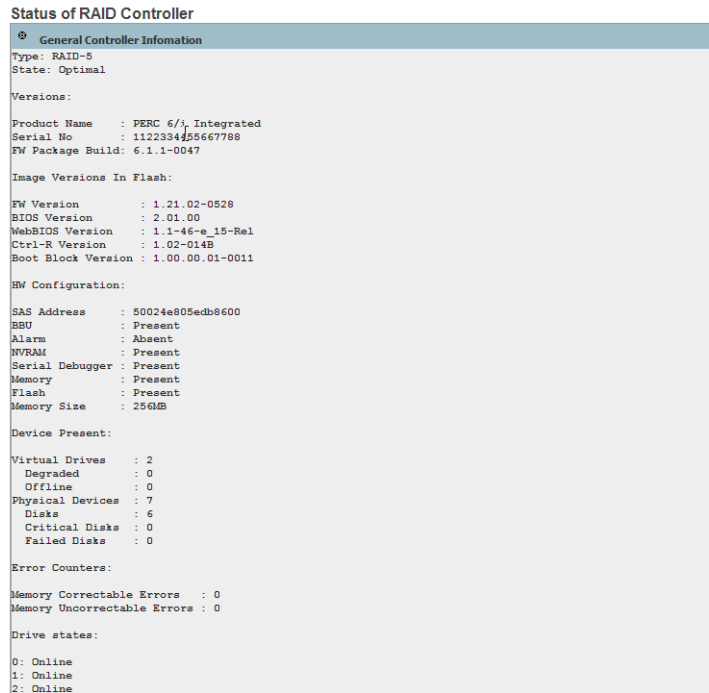 Status of RAID Controller
General Controller Infomation
Type: RAID-5
State: Optimal
Versions:
Product Name    : PERC 6/i Integrated
Serial No       : 1122334455667788
FW Package Build: 6.1.1-0047
Image Versions In Flash:
FW Version         : 1.21.02-0528
BIOS Version       : 2.01.00
WebBIOS Version    : 1.1-46-e_15-Rel
Ctrl-R Version     : 1.02-014B
Boot Block Version : 1.00.00.01-0011
HW Configuration:
SAS Address     : 50024e805edb8600
BBU             : Present
Alarm           : Absent
NVRAM           : Present
Serial Debugger : Present
Memory          : Present
Flash           : Present
Memory Size     : 256MB
Device Present:
Virtual Drives    : 2
  Degraded        : 0
  Offline         : 0
Physical Devices  : 7
  Disks           : 6
  Critical Disks  : 0
  Failed Disks    : 0
Error Counters:
Memory Correctable Errors   : 0
Memory Uncorrectable Errors : 0
Drive states:
0: Online
1: Online
2: Online